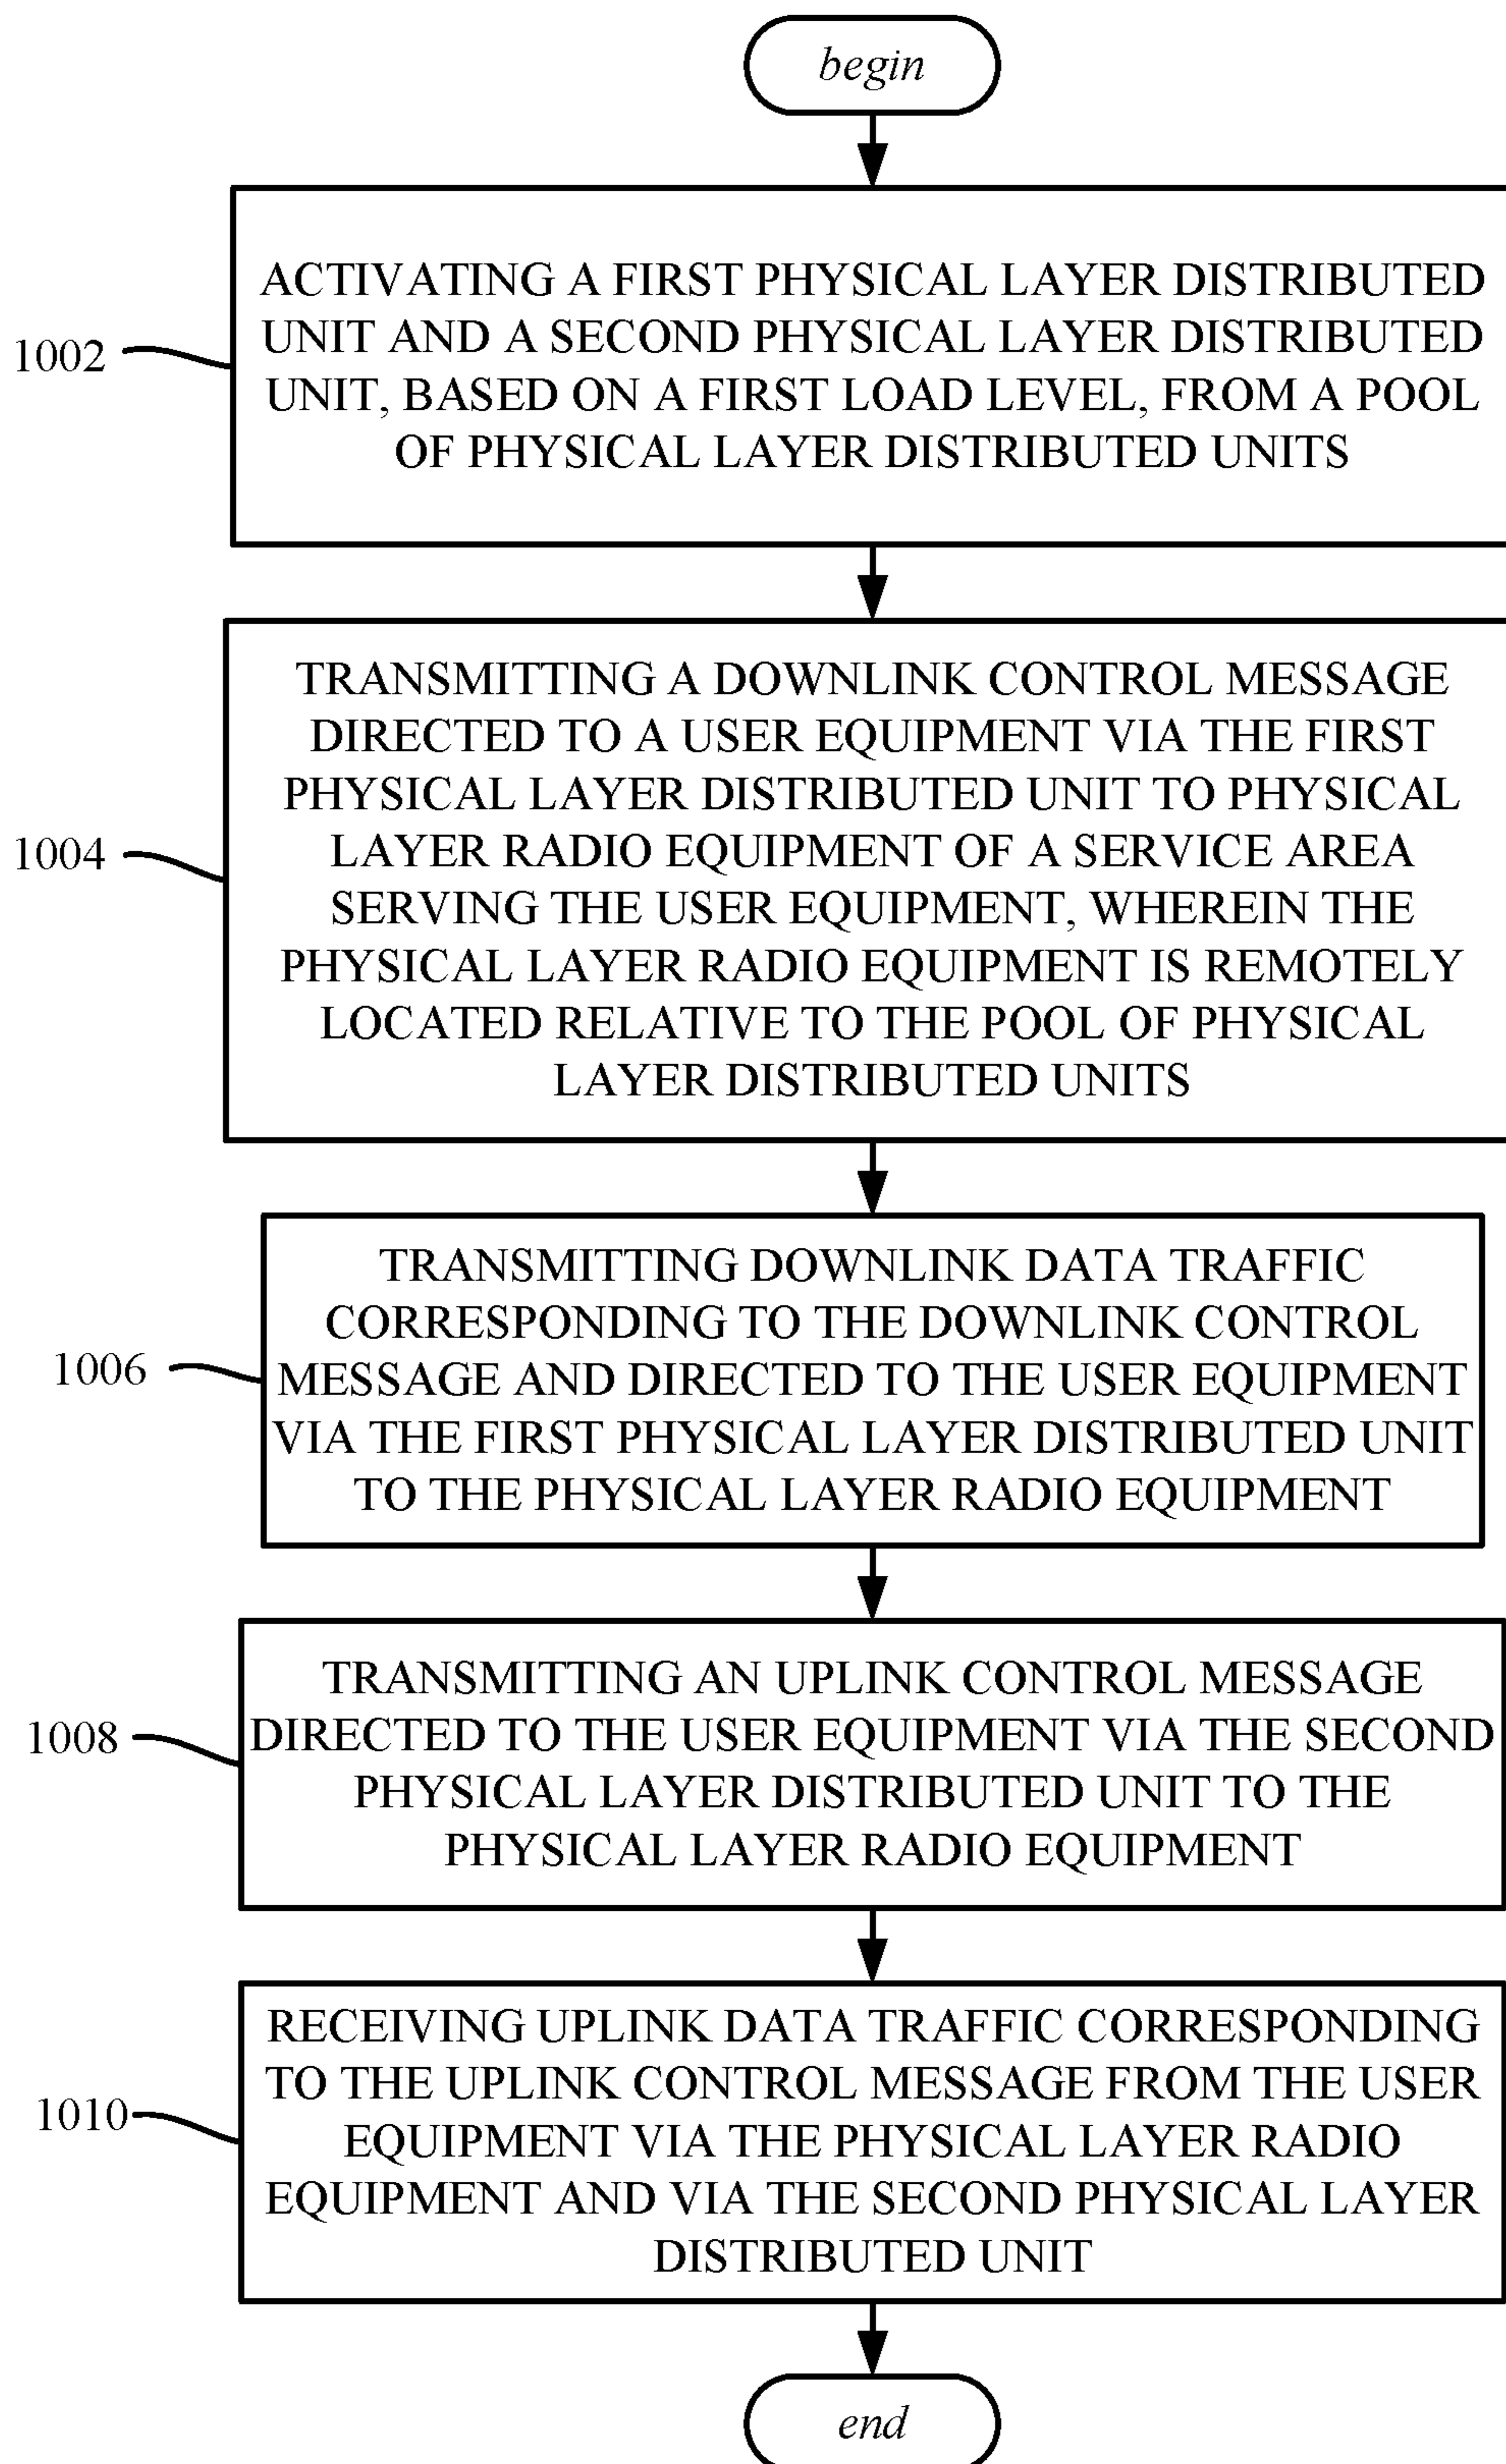 begin
ACTIVATING A FIRST PHYSICAL LAYER DISTRIBUTED
UNIT AND A SECOND PHYSICAL LAYER DISTRIBUTED
UNIT, BASED ON A FIRST LOAD LEVEL, FROM A POOL
OF PHYSICAL LAYER DISTRIBUTED UNITS
1002
TRANSMITTING A DOWNLINK CONTROL MESSAGE
DIRECTED TO A USER EQUIPMENT VIA THE FIRST
PHYSICAL LAYER DISTRIBUTED UNIT TO PHYSICAL
LAYER RADIO EQUIPMENT OF A SERVICE AREA
SERVING THE USER EQUIPMENT, WHEREIN THE
PHYSICAL LAYER RADIO EQUIPMENT IS REMOTELY
LOCATED RELATIVE TO THE POOL OF PHYSICAL
LAYER DISTRIBUTED UNITS
1004
TRANSMITTING DOWNLINK DATA TRAFFIC
CORRESPONDING TO THE DOWNLINK CONTROL
MESSAGE AND DIRECTED TO THE USER EQUIPMENT
VIA THE FIRST PHYSICAL LAYER DISTRIBUTED UNIT
TO THE PHYSICAL LAYER RADIO EQUIPMENT
1006
TRANSMITTING AN UPLINK CONTROL MESSAGE
DIRECTED TO THE USER EQUIPMENT VIA THE SECOND
PHYSICAL LAYER DISTRIBUTED UNIT TO THE
PHYSICAL LAYER RADIO EQUIPMENT
1008
RECEIVING UPLINK DATA TRAFFIC CORRESPONDING
TO THE UPLINK CONTROL MESSAGE FROM THE USER
EQUIPMENT VIA THE PHYSICAL LAYER RADIO
EQUIPMENT AND VIA THE SECOND PHYSICAL LAYER
DISTRIBUTED UNIT
1010
end